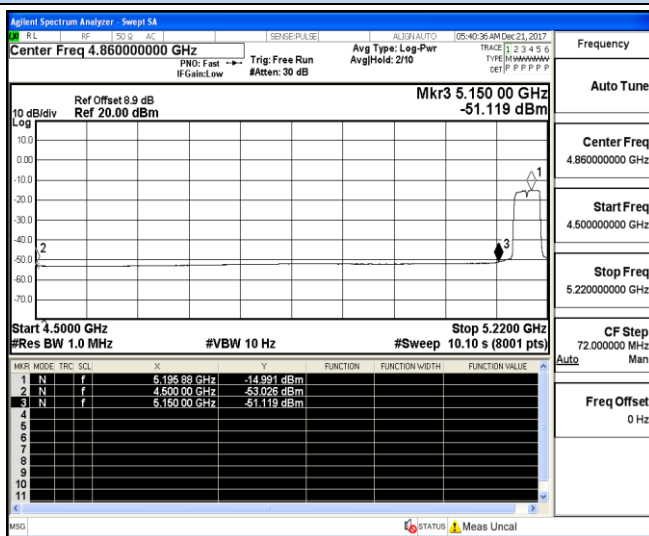 Agilent Spectrum Analyzer - Swept SA
RL RF 50 Ω AC SENSE:PULSE ALIGN AUTO 05:40:36 AM Dec 21, 2017
Center Freq 4.860000000 GHz
PNO: Fast
IFGain:Low
Trig: Free Run
#Atten: 30 dB
Avg Type: Log-Pwr
Avg|Hold: 2/10
TRACE 1 2 3 4 5 6
TYPE M
DET P P P P P P
Ref Offset 8.9 dB
10 dB/div Ref 20.00 dBm
Log
Mkr3 5.150 00 GHz
-51.119 dBm
10.0
0.00
-10.0
-20.0
-30.0
-40.0
-50.0
-60.0
-70.0
1
2
3
Start 4.5000 GHz Stop 5.2200 GHz
#Res BW 1.0 MHz #VBW 10 Hz #Sweep 10.10 s (8001 pts)
MKR MODE TRC SCL X Y FUNCTION FUNCTION WIDTH FUNCTION VALUE
1 N f 5.195 88 GHz -14.991 dBm
2 N f 4.500 00 GHz -53.026 dBm
3 N f 5.150 00 GHz -51.119 dBm
4
5
6
7
8
9
10
11
MSG STATUS Meas Uncal
Frequency
Auto Tune
Center Freq
4.860000000 GHz
Start Freq
4.500000000 GHz
Stop Freq
5.220000000 GHz
CF Step
72.000000 MHz
Auto Man
Freq Offset
0 Hz